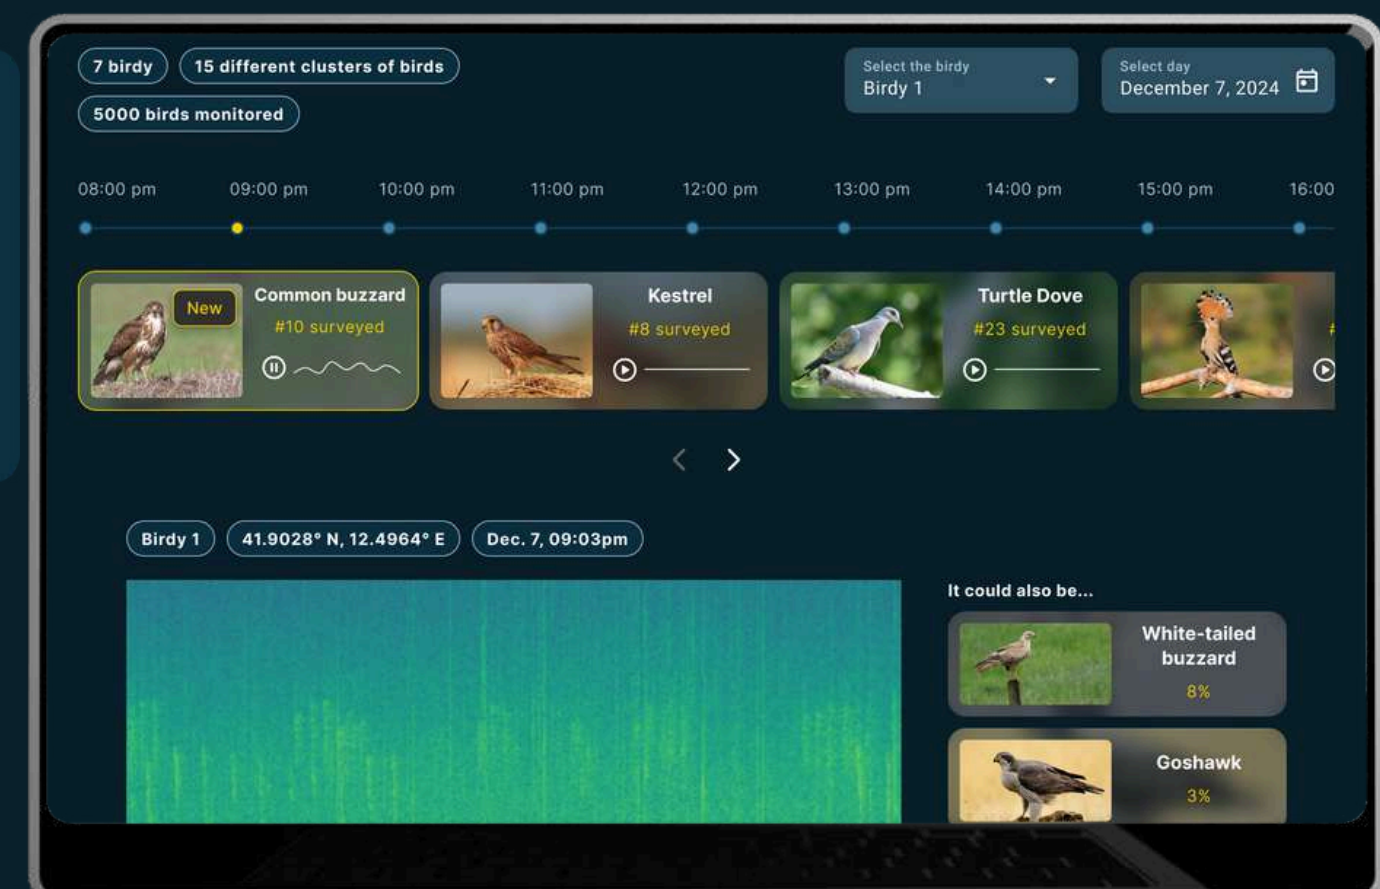 7 birdy
15 different clusters of birds
5000 birds monitored
Select the birdy
Birdy 1
Select day
December 7, 2024
08:00 pm
09:00 pm
10:00 pm
11:00 pm
12:00 pm
13:00 pm
14:00 pm
15:00 pm
16:00
New
Common buzzard
#10 surveyed
Kestrel
#8 surveyed
Turtle Dove
#23 surveyed
#
Birdy 1
41.9028° N, 12.4964° E
Dec. 7, 09:03pm
It could also be...
White-tailed
buzzard
8%
Goshawk
3%